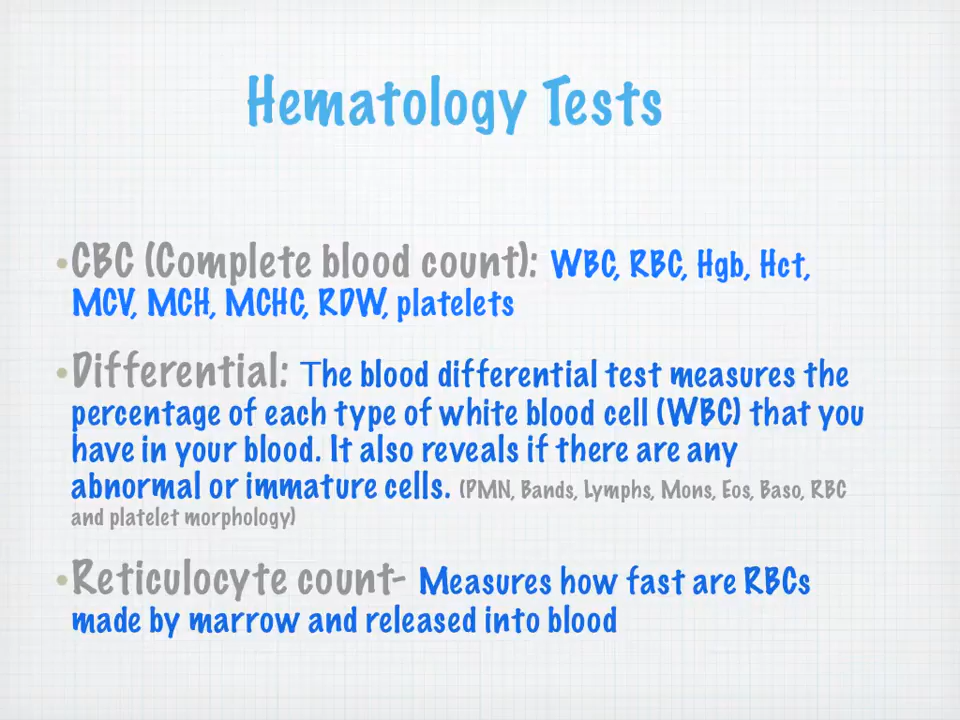 Hematology Tests
•CBC (Complete blood count): WBC, RBC, Hgb, Hct,
MCV, MCH, MCHC, RDW, platelets
•Differential: The blood differential test measures the
percentage of each type of white blood cell (WBC) that you
have in your blood. It also reveals if there are any
abnormal or immature cells. (PMN, Bands, Lymphs, Mons, Eos, Baso, RBC
and platelet morphology)
•Reticulocyte count- Measures how fast are RBCs
made by marrow and released into blood